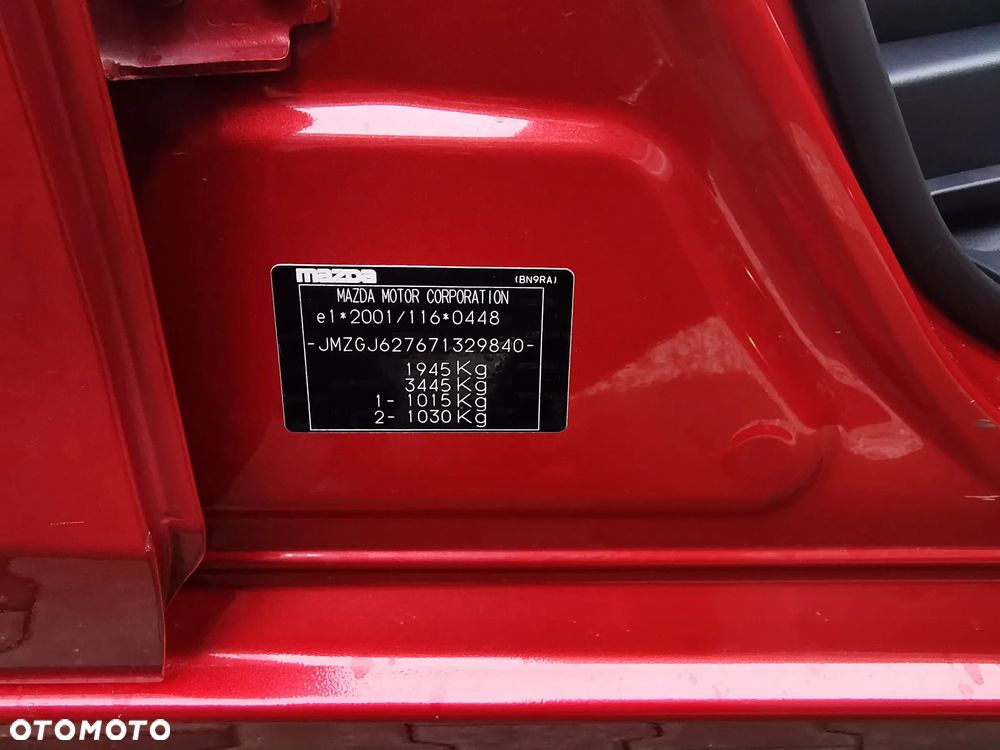 mazda
(BN9RA)
MAZDA MOTOR CORPORATION
e1*2001/116*0448
-JMZGJ627671329840-
1945Kg
3445Kg
1- 1015Kg
2- 1030Kg
OTOMOTO